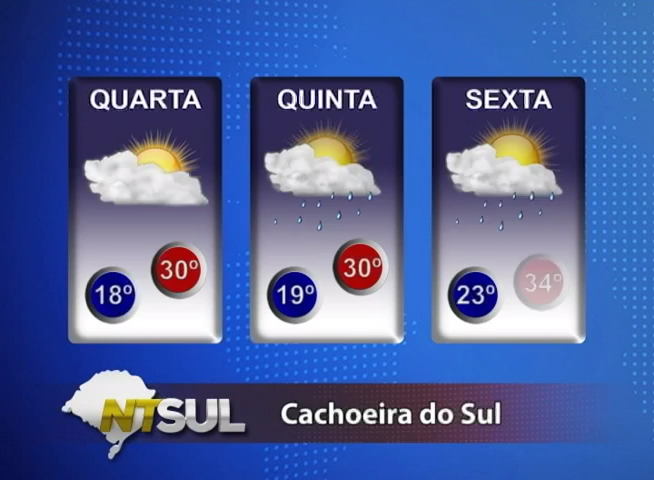 QUARTA
18º
30º
QUINTA
19º
30º
SEXTA
23º
34º
NTSUL
Cachoeira do Sul